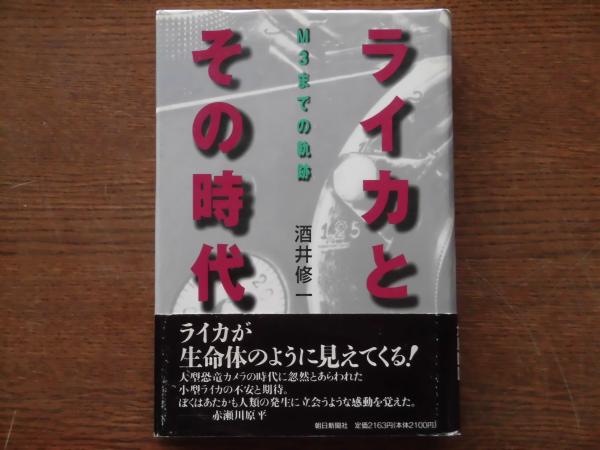 ライカと
その時代
M3までの軌跡
酒井修一
125
ライカが
生命体のように見えてくる!
大型恐竜カメラの時代に忽然とあらわれた
小型ライカの不安と期待。
ぼくはあたかも人類の発生に立会うような感動を覚えた。
赤瀬川原平
朝日新聞社 定価2163円(本体2100円)